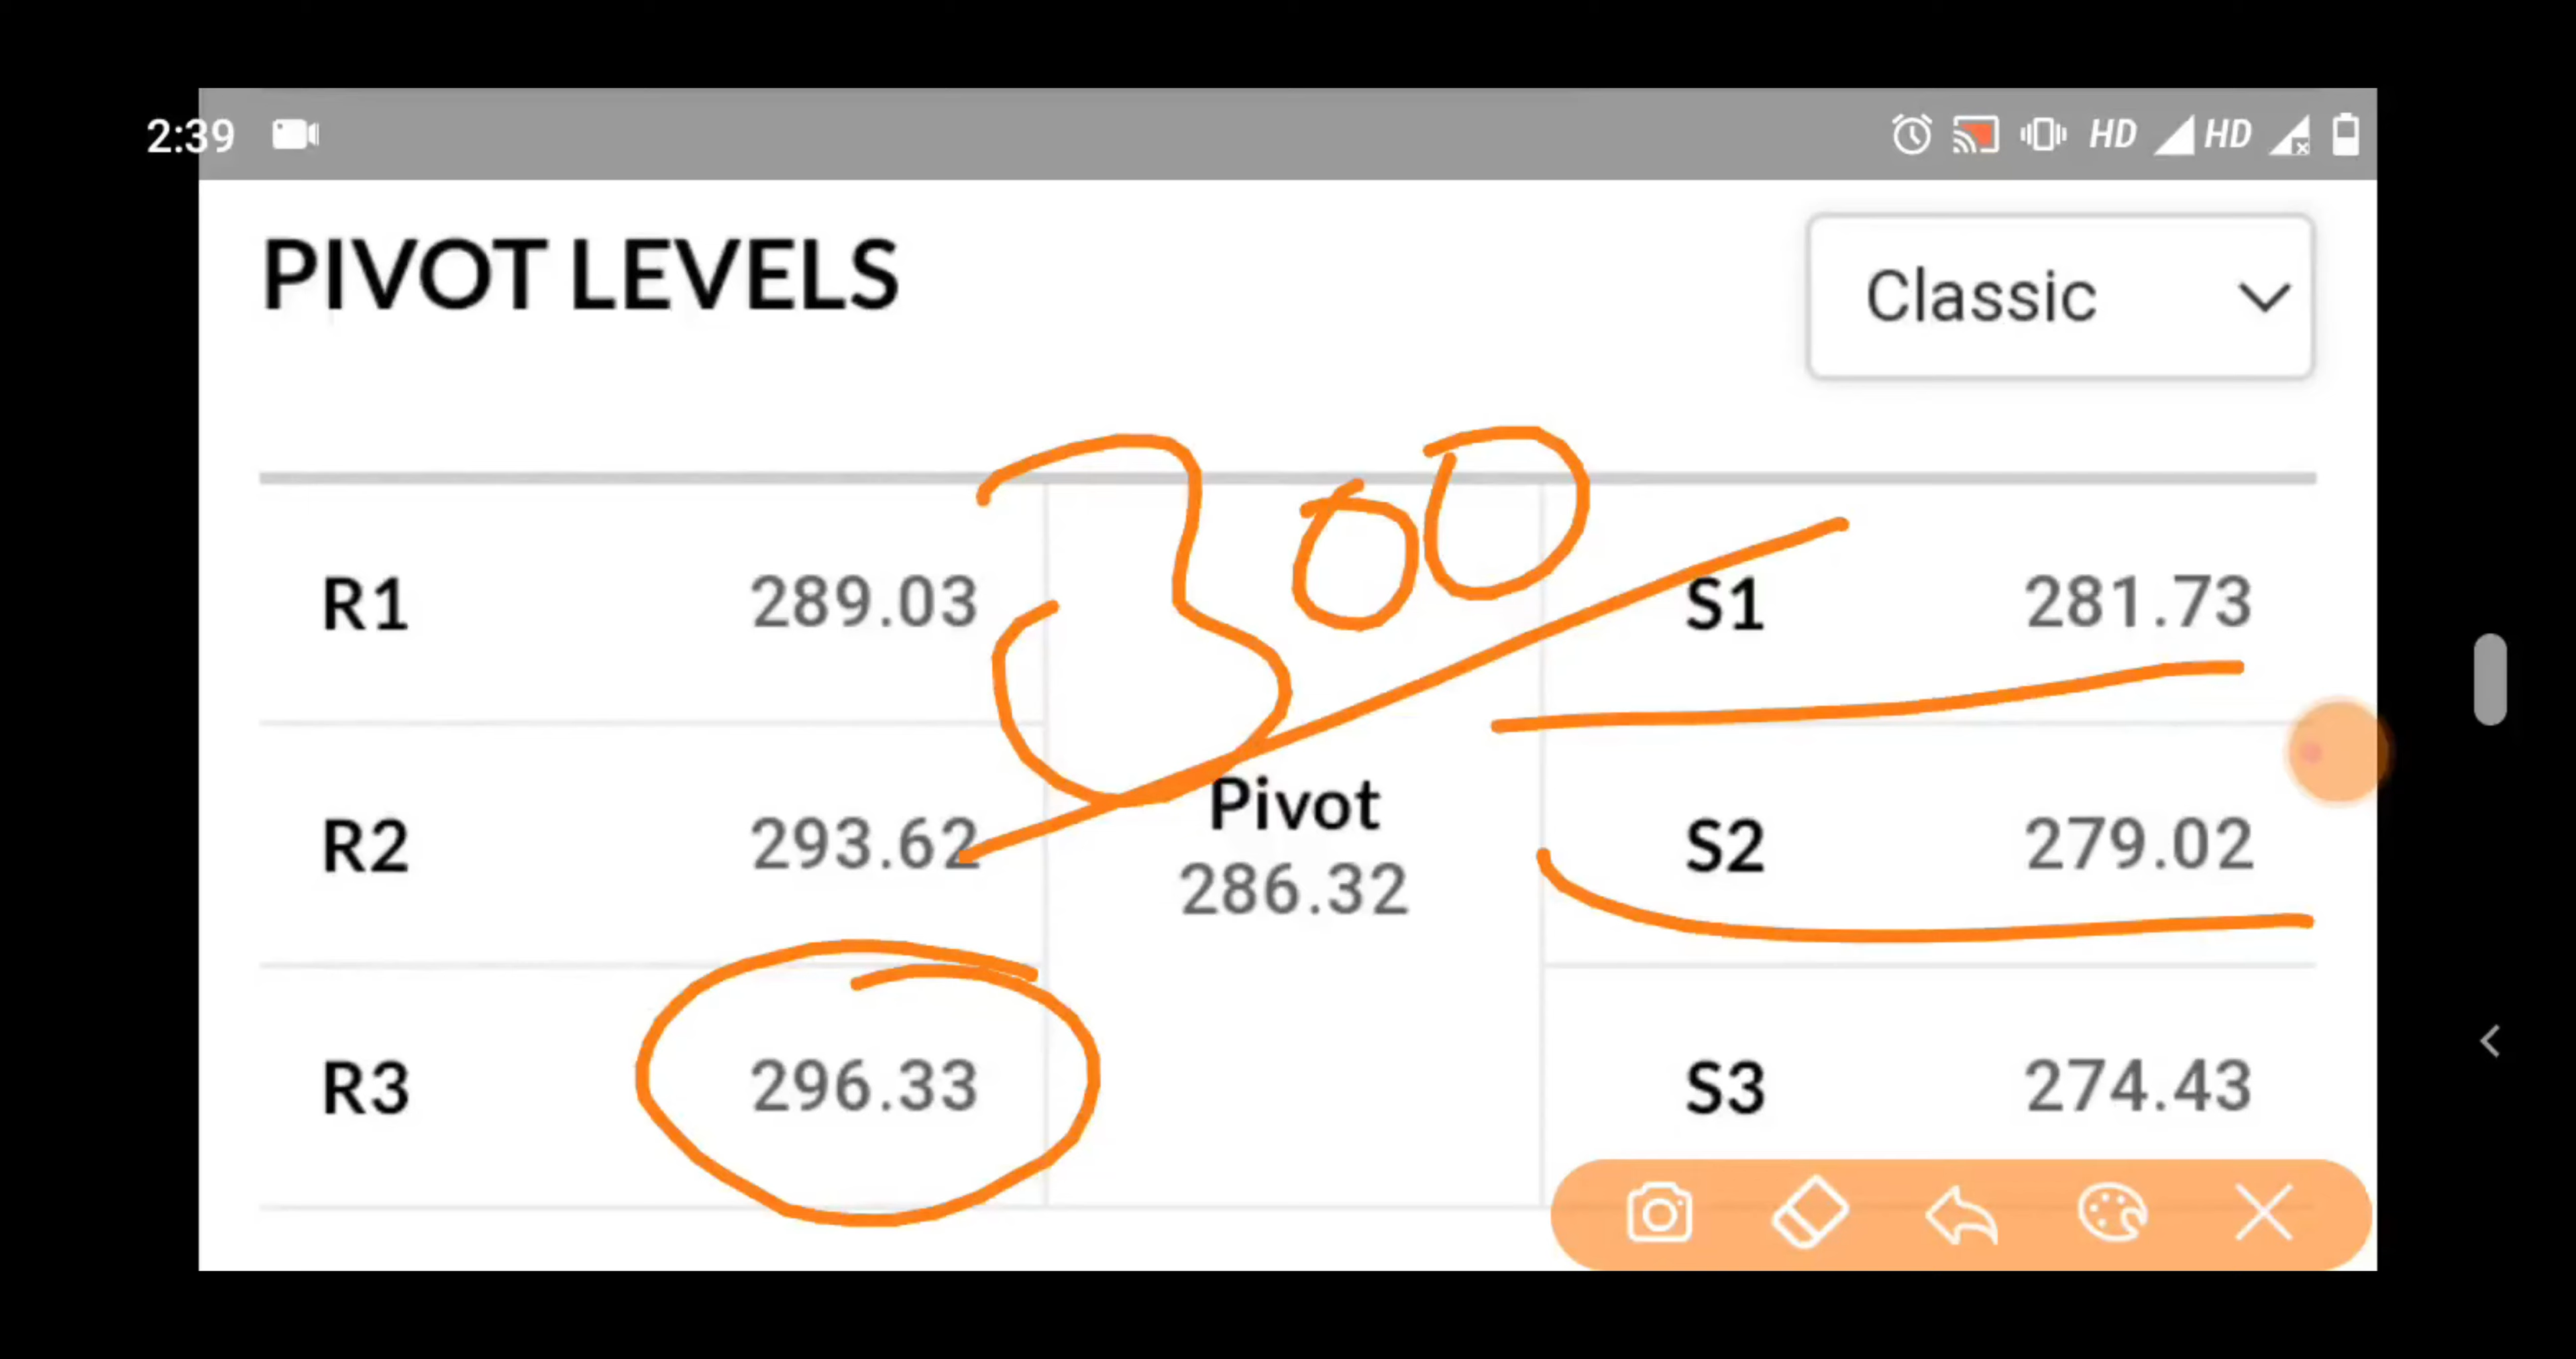 2:39 HD HD
PIVOT LEVELS Classic
300
R1 289.03 S1 281.73
R2 293.62 Pivot S2 279.02
286.32
R3 296.33 S3 274.43